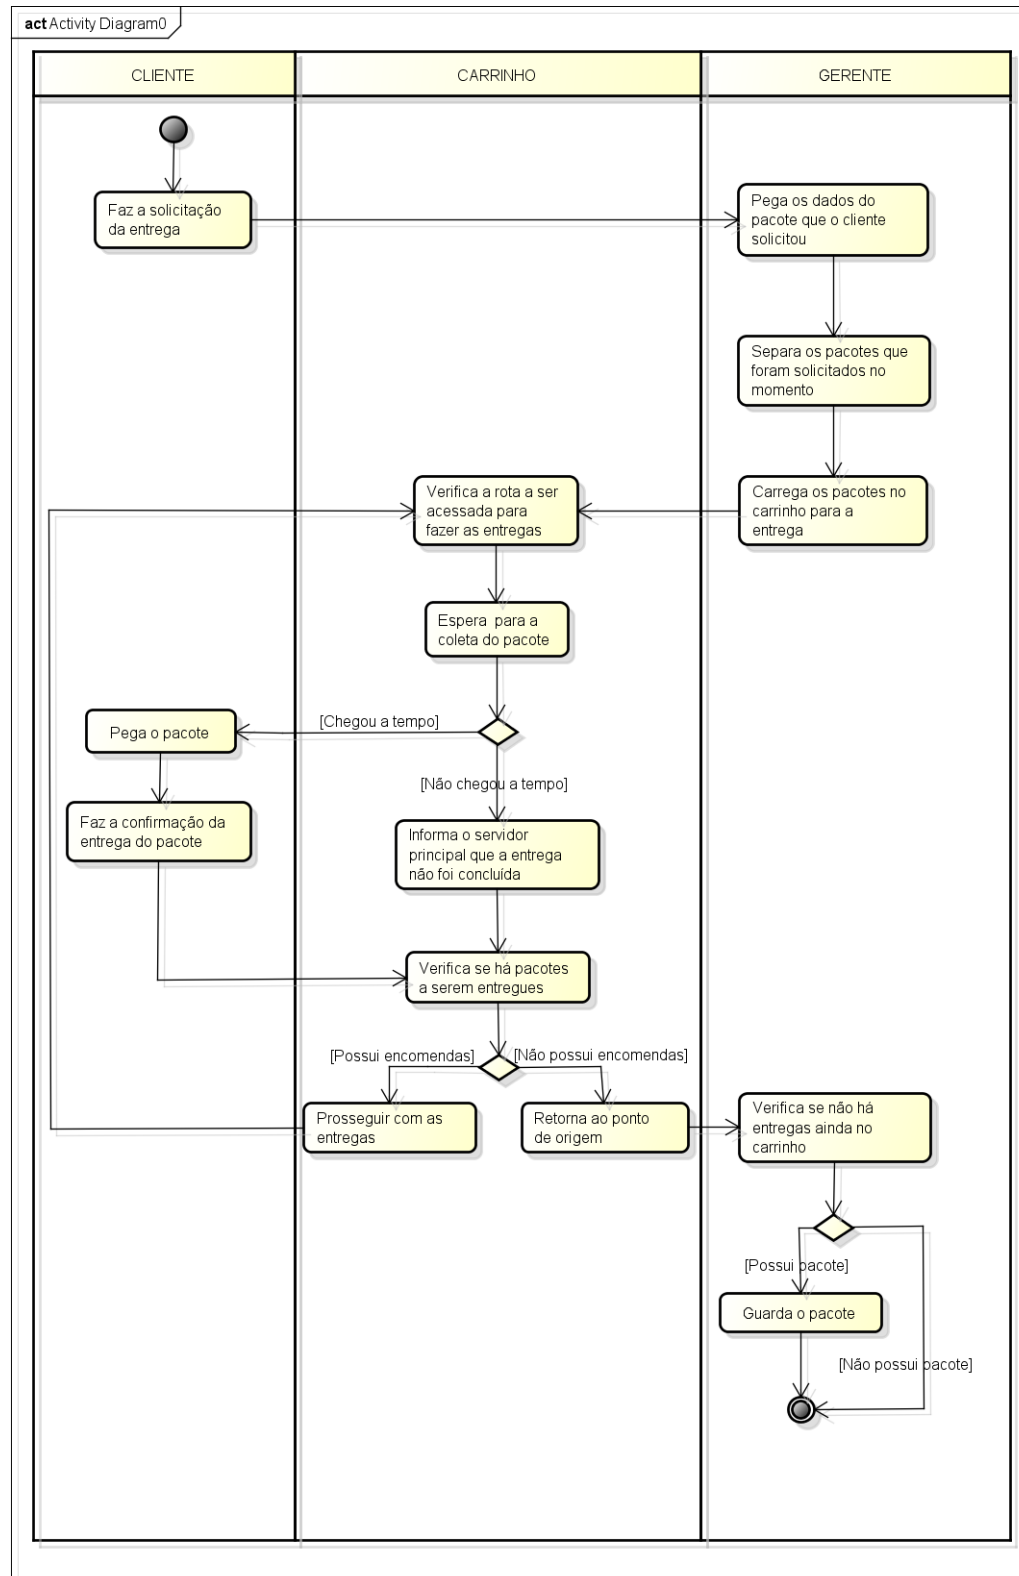 act Activity Diagram0
CLIENTE
CARRINHO
GERENTE
Faz a solicitação
da entrega
Pega os dados do
pacote que o cliente
solicitou
Separa os pacotes que
foram solicitados no
momento
Carrega os pacotes no
carrinho para a
entrega
Verifica a rota a ser
acessada para
fazer as entregas
Espera  para a
coleta do pacote
[Chegou a tempo]
Pega o pacote
[Não chegou a tempo]
Faz a confirmação da
entrega do pacote
Informa o servidor
principal que a entrega
não foi concluída
Verifica se há pacotes
a serem entregues
[Possui encomendas]
[Não possui encomendas]
Prosseguir com as
entregas
Retorna ao ponto
de origem
Verifica se não há
entregas ainda no
carrinho
[Possui pacote]
Guarda o pacote
[Não possui pacote]